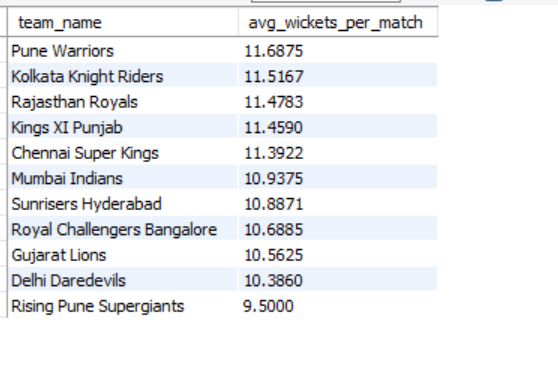 team_name avg_wickets_per_match
Pune Warriors 11.6875
Kolkata Knight Riders 11.5167
Rajasthan Royals 11.4783
Kings XI Punjab 11.4590
Chennai Super Kings 11.3922
Mumbai Indians 10.9375
Sunrisers Hyderabad 10.8871
Royal Challengers Bangalore 10.6885
Gujarat Lions 10.5625
Delhi Daredevils 10.3860
Rising Pune Supergiants 9.5000